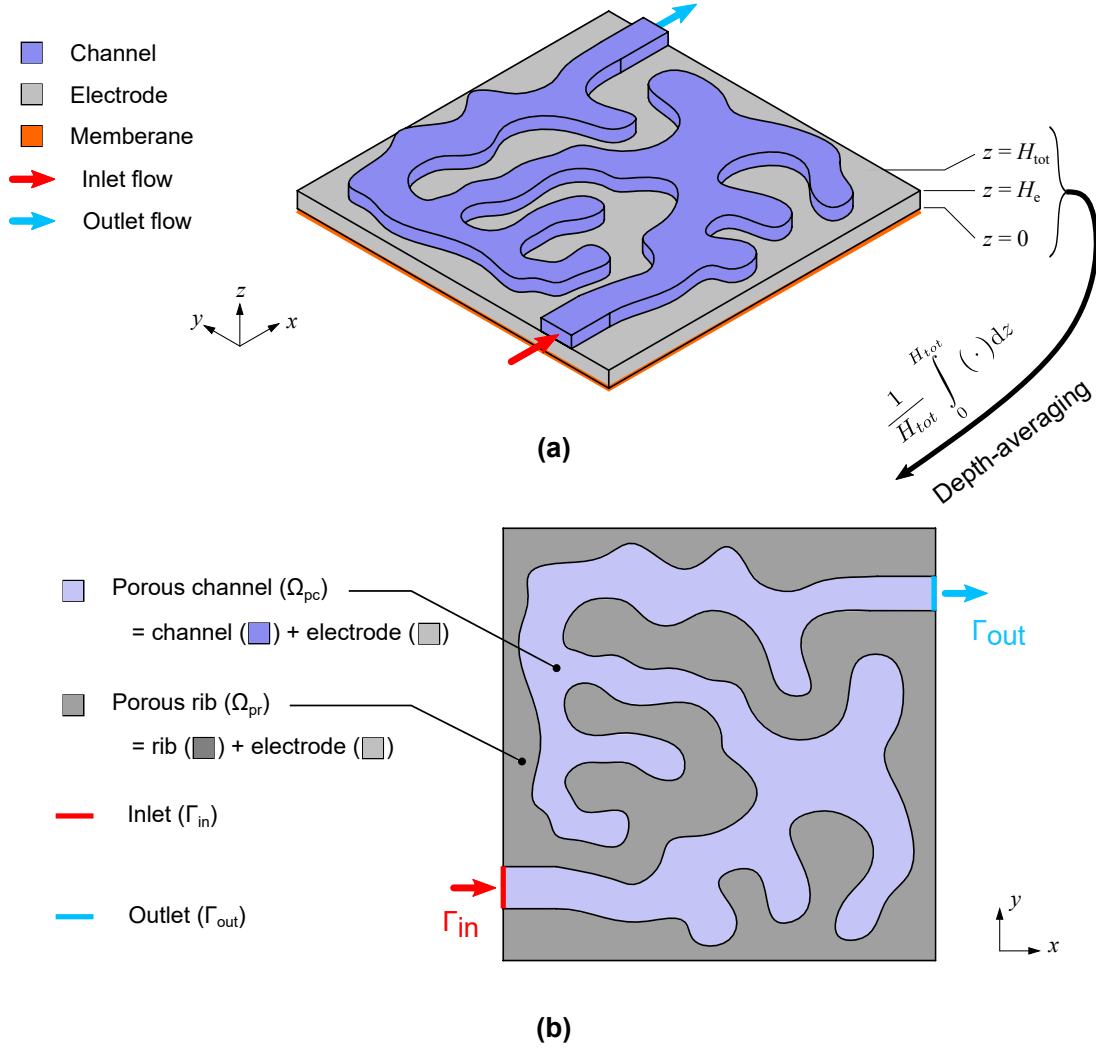 Channel
Electrode
Memberane
Inlet flow
Outlet flow
z = H_tot
z = H_e
z = 0
z
y
x
1/H_tot ∫_0^H_tot (·)dz
Depth-averaging
(a)
Porous channel (Ω_pc)
= channel ( ) + electrode ( )
Porous rib (Ω_pr)
= rib ( ) + electrode ( )
Inlet (Γ_in)
Outlet (Γ_out)
Γ_out
Γ_in
y
x
(b)